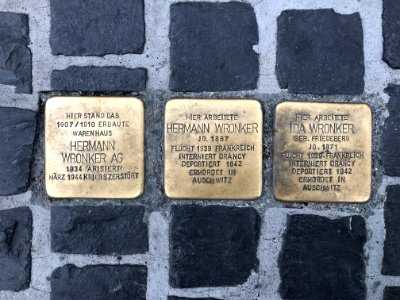 HIER STAND DAS
1907/1910 ERBAUTE
WARENHAUS
HERMANN
WRONKER AG
1934 'ARISIERT'
MÄRZ 1944 KRIEGSZERSTÖRT
HIER ARBEITETE
HERMANN WRONKER
JG. 1867
FLUCHT 1939 FRANKREICH
INTERNIERT DRANCY
DEPORTIERT 1942
ERMORDET IN
AUSCHWITZ
HIER ARBEITETE
IDA WRONKER
GEB. FRIEDEBERG
JG. 1871
FLUCHT 1939 FRANKREICH
INTERNIERT DRANCY
DEPORTIERT 1942
ERMORDET IN
AUSCHWITZ